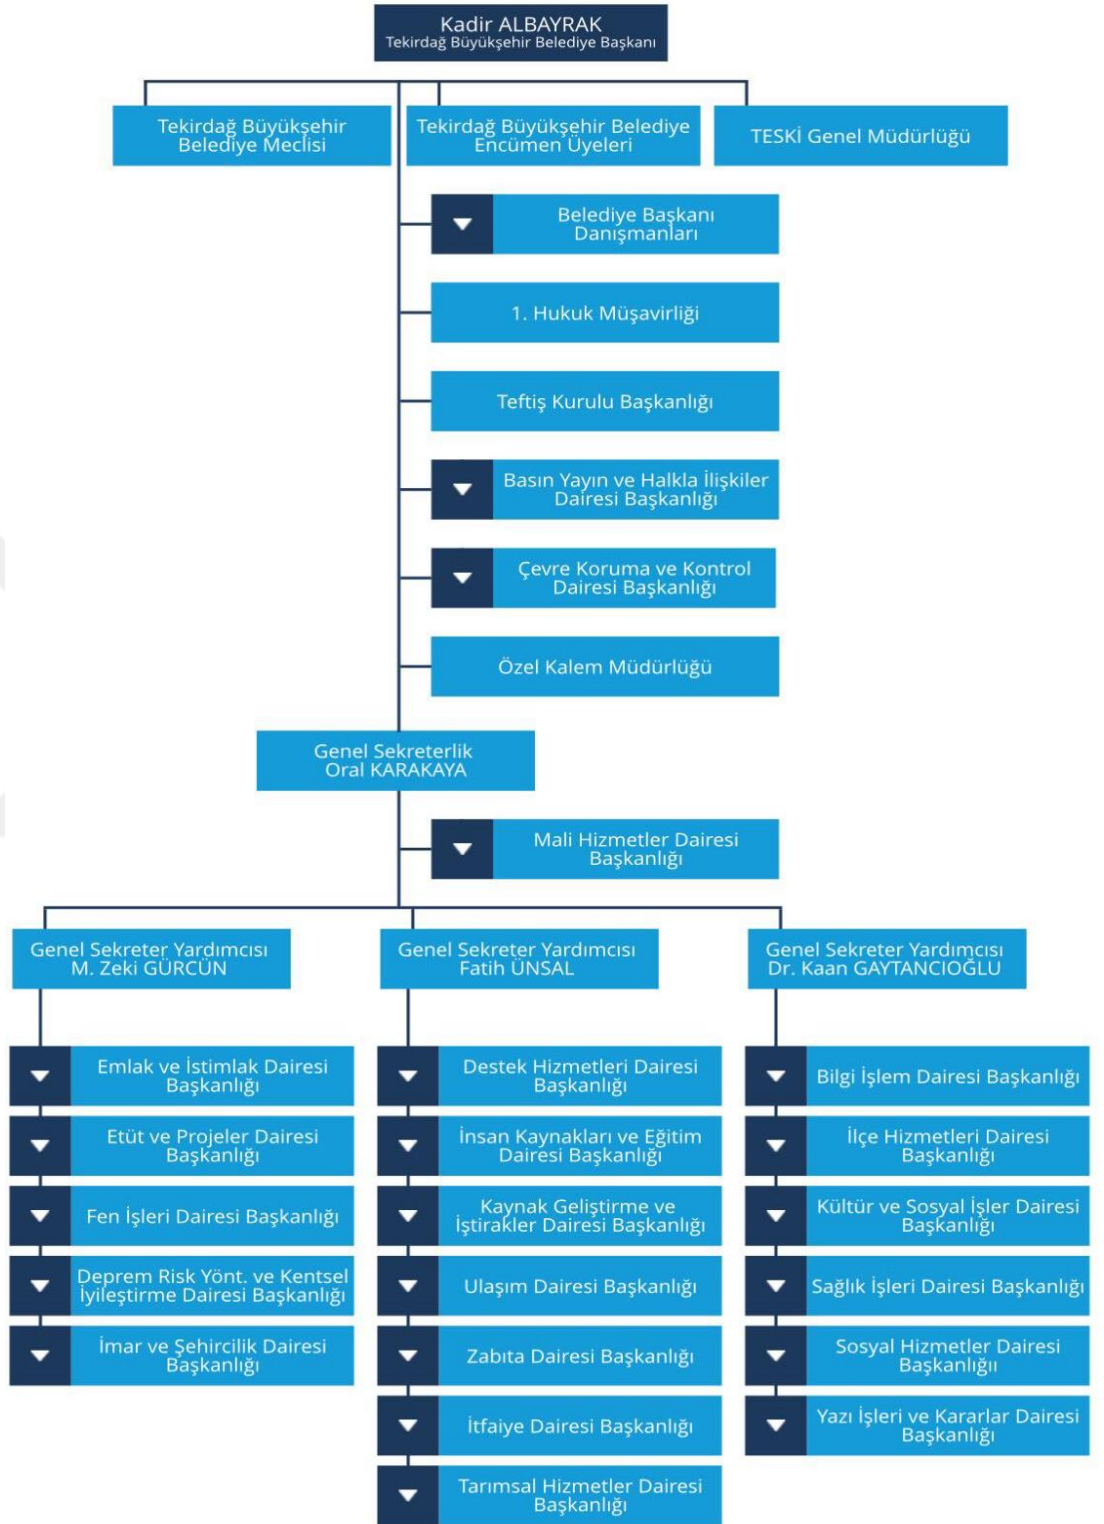 Kadir ALBAYRAK
Tekirdağ Büyükşehir Belediye Başkanı
Tekirdağ Büyükşehir
Belediye Meclisi
Tekirdağ Büyükşehir Belediye
Encümen Üyeleri
TESKİ Genel Müdürlüğü
Belediye Başkanı
Danışmanları
1. Hukuk Müşavirliği
Teftiş Kurulu Başkanlığı
Basın Yayın ve Halkla İlişkiler
Dairesi Başkanlığı
Çevre Koruma ve Kontrol
Dairesi Başkanlığı
Özel Kalem Müdürlüğü
Genel Sekreterlik
Oral KARAKAYA
Mali Hizmetler Dairesi
Başkanlığı
Genel Sekreter Yardımcısı
M. Zeki GÜRCÜN
Emlak ve İstimlak Dairesi
Başkanlığı
Etüt ve Projeler Dairesi
Başkanlığı
Fen İşleri Dairesi Başkanlığı
Deprem Risk Yönt. ve Kentsel
İyileştirme Dairesi Başkanlığı
İmar ve Şehircilik Dairesi
Başkanlığı
Genel Sekreter Yardımcısı
Fatih ÜNSAL
Destek Hizmetleri Dairesi
Başkanlığı
İnsan Kaynakları ve Eğitim
Dairesi Başkanlığı
Kaynak Geliştirme ve
İştirakler Dairesi Başkanlığı
Ulaşım Dairesi Başkanlığı
Zabıta Dairesi Başkanlığı
İtfaiye Dairesi Başkanlığı
Tarımsal Hizmetler Dairesi
Başkanlığı
Genel Sekreter Yardımcısı
Dr. Kaan GAYTANCIOĞLU
Bilgi İşlem Dairesi Başkanlığı
İlçe Hizmetleri Dairesi
Başkanlığı
Kültür ve Sosyal İşler Dairesi
Başkanlığı
Sağlık İşleri Dairesi Başkanlığı
Sosyal Hizmetler Dairesi
Başkanlığıı
Yazı İşleri ve Kararlar Dairesi
Başkanlığı